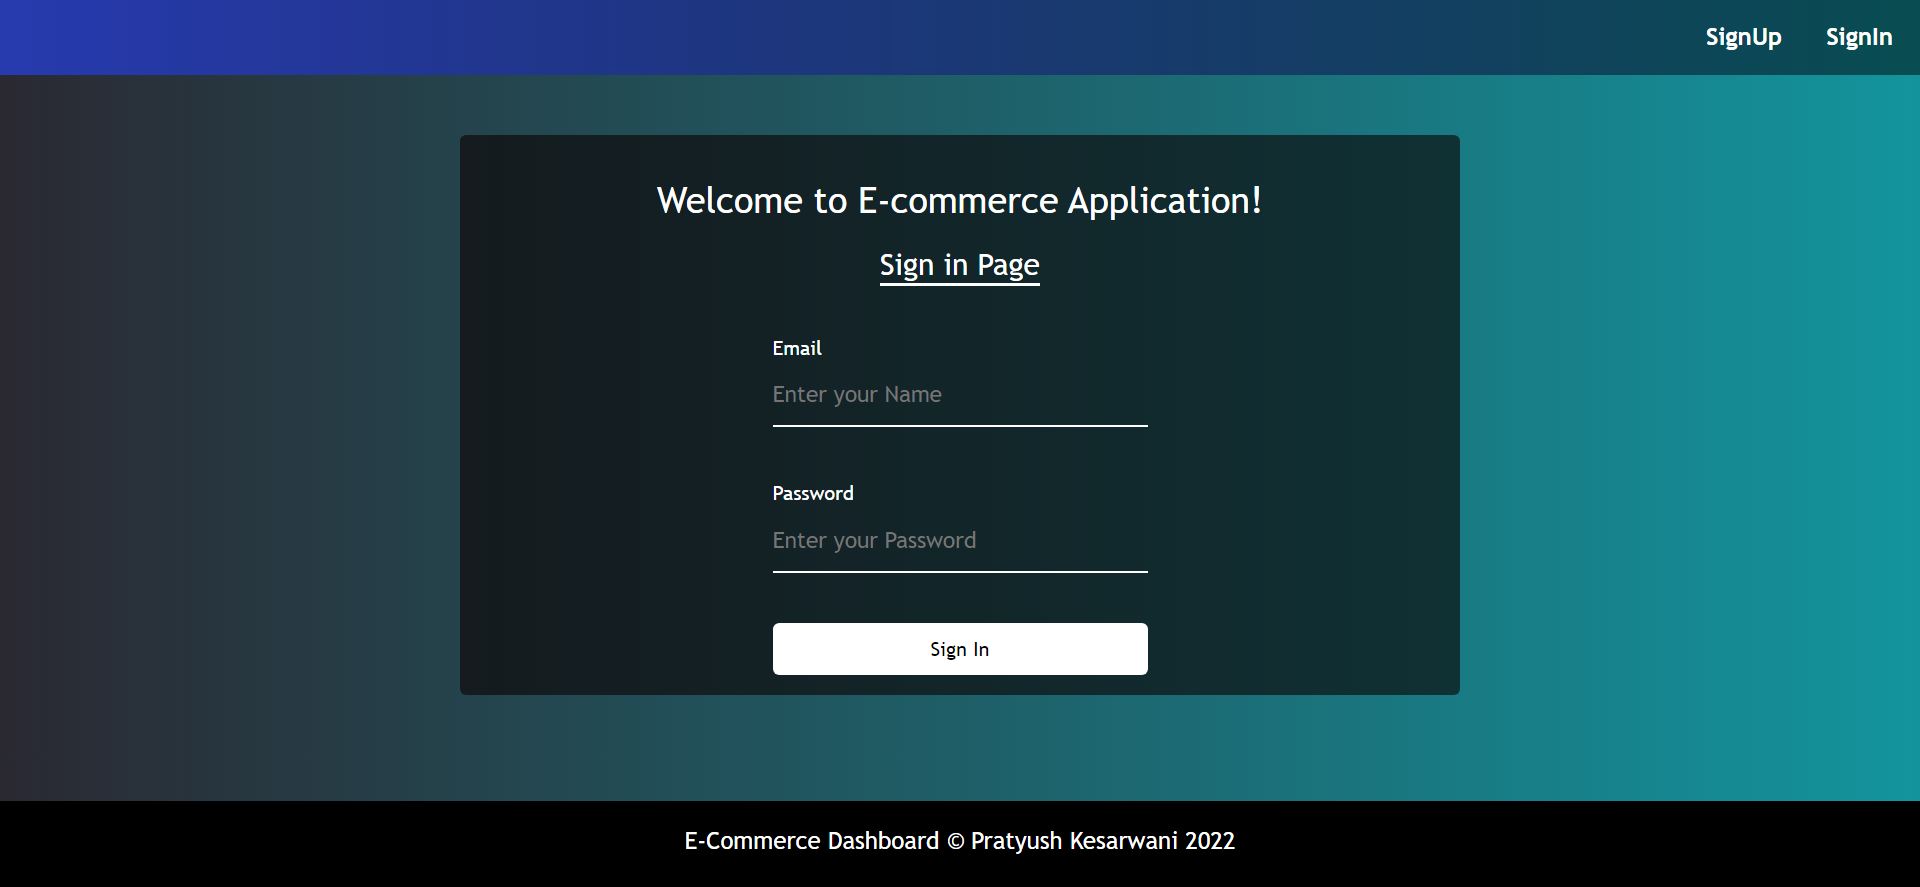 SignUp SignIn
Welcome to E-commerce Application!
Sign in Page
Email
Enter your Name
Password
Enter your Password
Sign In
E-Commerce Dashboard © Pratyush Kesarwani 2022